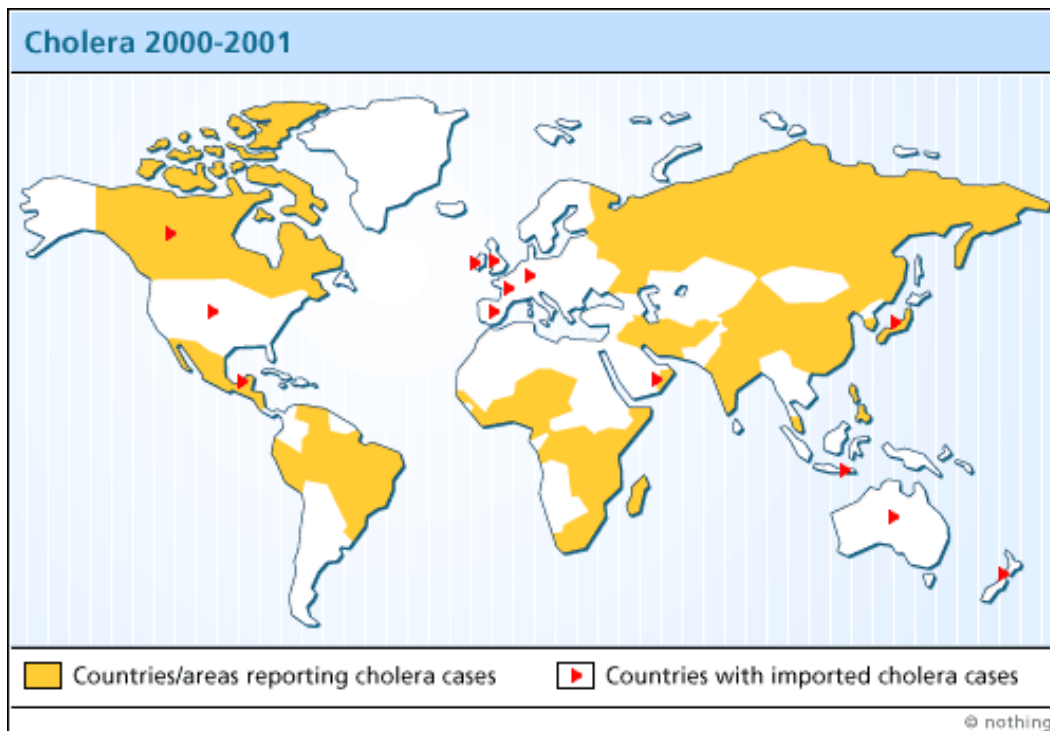 Cholera 2000-2001
Countries/areas reporting cholera cases
Countries with imported cholera cases
© nothing